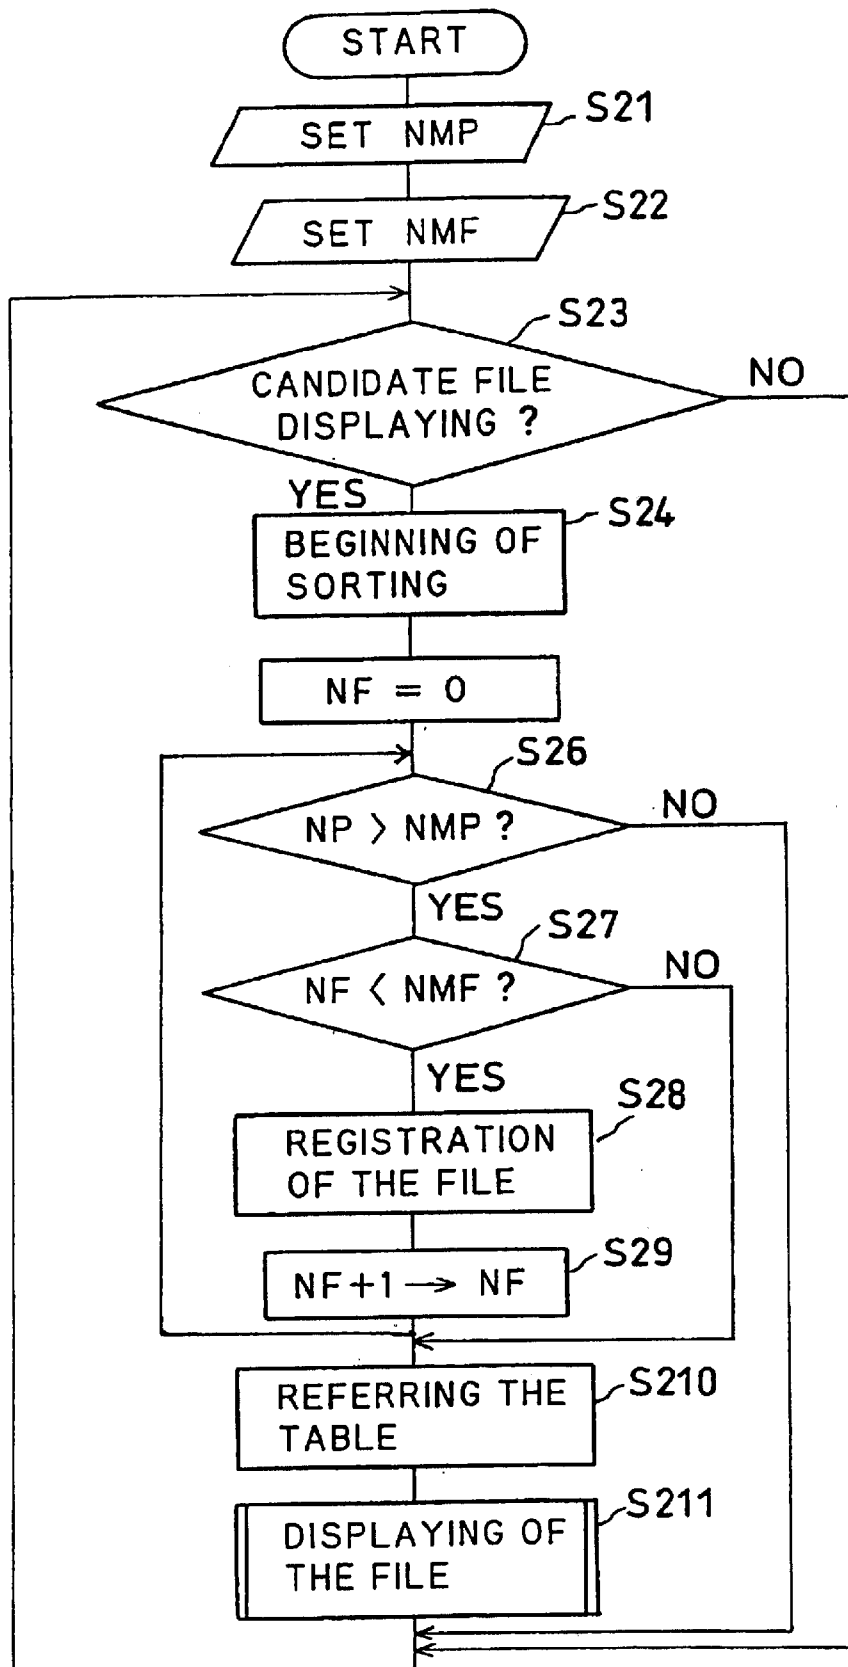 START
SET NMP
S21
SET NMF
S22
S23
CANDIDATE FILE
DISPLAYING ?
NO
YES
S24
BEGINNING OF
SORTING
NF = 0
S26
NP > NMP ?
NO
YES
S27
NF < NMF ?
NO
YES
S28
REGISTRATION
OF THE FILE
S29
NF+1 → NF
S210
REFERRING THE
TABLE
S211
DISPLAYING OF
THE FILE